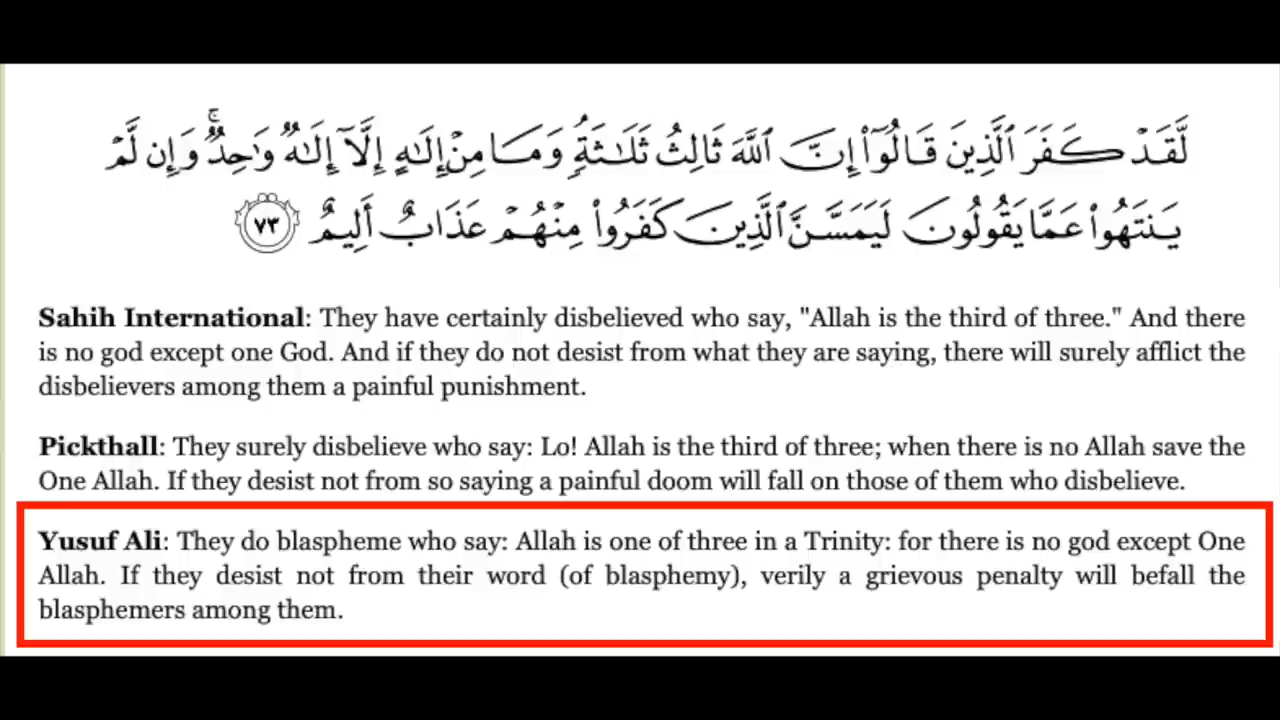 لَّقَدْ كَفَرَ ٱلَّذِينَ قَالُوٓا۟ إِنَّ ٱللَّهَ ثَالِثُ ثَلَـٰثَةٍۢ وَمَا مِنْ إِلَـٰهٍ إِلَّآ إِلَـٰهٌۭ وَٰحِدٌۭ ۚ وَإِن لَّمْ
يَنتَهُوا۟ عَمَّا يَقُولُونَ لَيَمَسَّنَّ ٱلَّذِينَ كَفَرُوا۟ مِنْهُمْ عَذَابٌ أَلِيمٌ ٧٣
Sahih International: They have certainly disbelieved who say, "Allah is the third of three." And there
is no god except one God. And if they do not desist from what they are saying, there will surely afflict the
disbelievers among them a painful punishment.
Pickthall: They surely disbelieve who say: Lo! Allah is the third of three; when there is no Allah save the
One Allah. If they desist not from so saying a painful doom will fall on those of them who disbelieve.
Yusuf Ali: They do blaspheme who say: Allah is one of three in a Trinity: for there is no god except One
Allah. If they desist not from their word (of blasphemy), verily a grievous penalty will befall the
blasphemers among them.